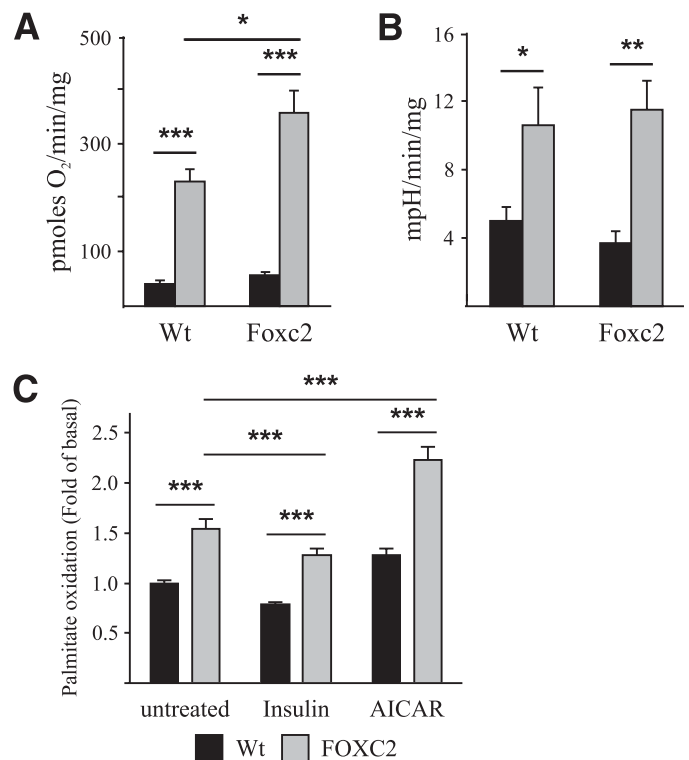 A
pmoles O₂/min/mg
500
300
100
*
***
***
Wt
Foxc2
B
mpH/min/mg
16
12
8
4
*
**
Wt
Foxc2
C
Palmitate oxidation (Fold of basal)
2.5
2.0
1.5
1.0
0.5
***
***
***
***
***
untreated
Insulin
AICAR
Wt
FOXC2